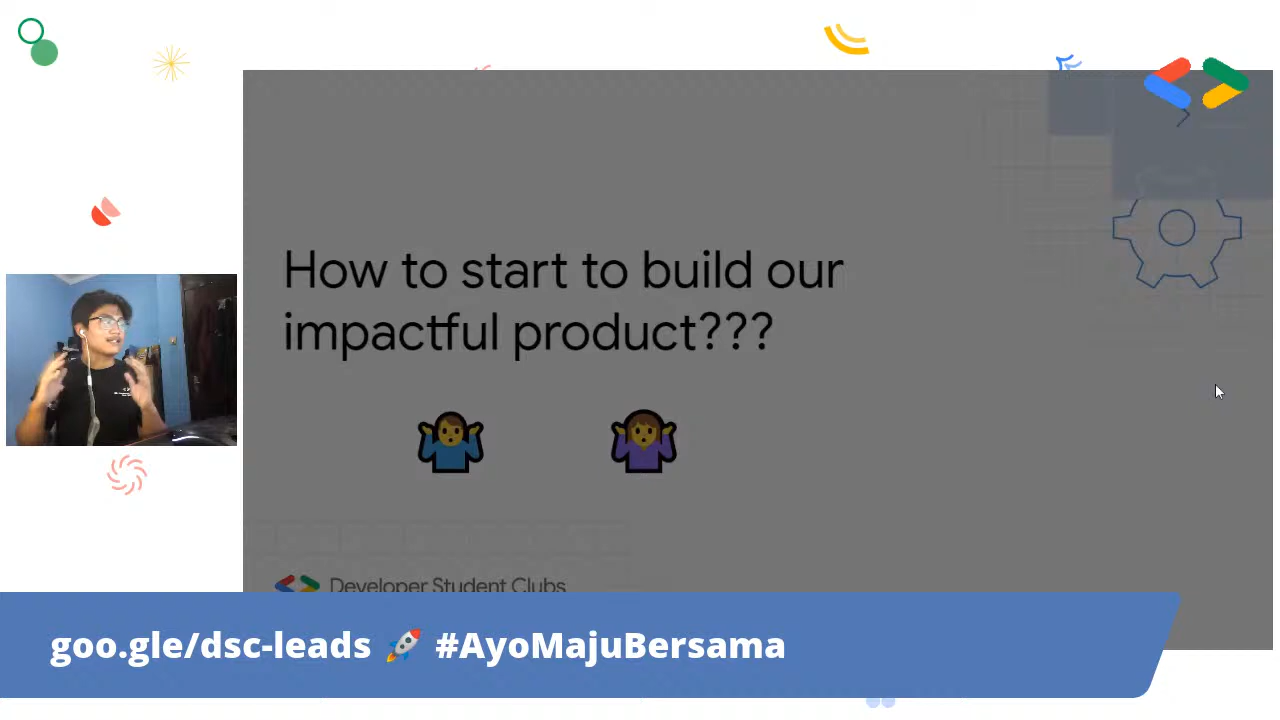 How to start to build our
impactful product???
Developer Student Clubs
goo.gle/dsc-leads 🚀 #AyoMajuBersama